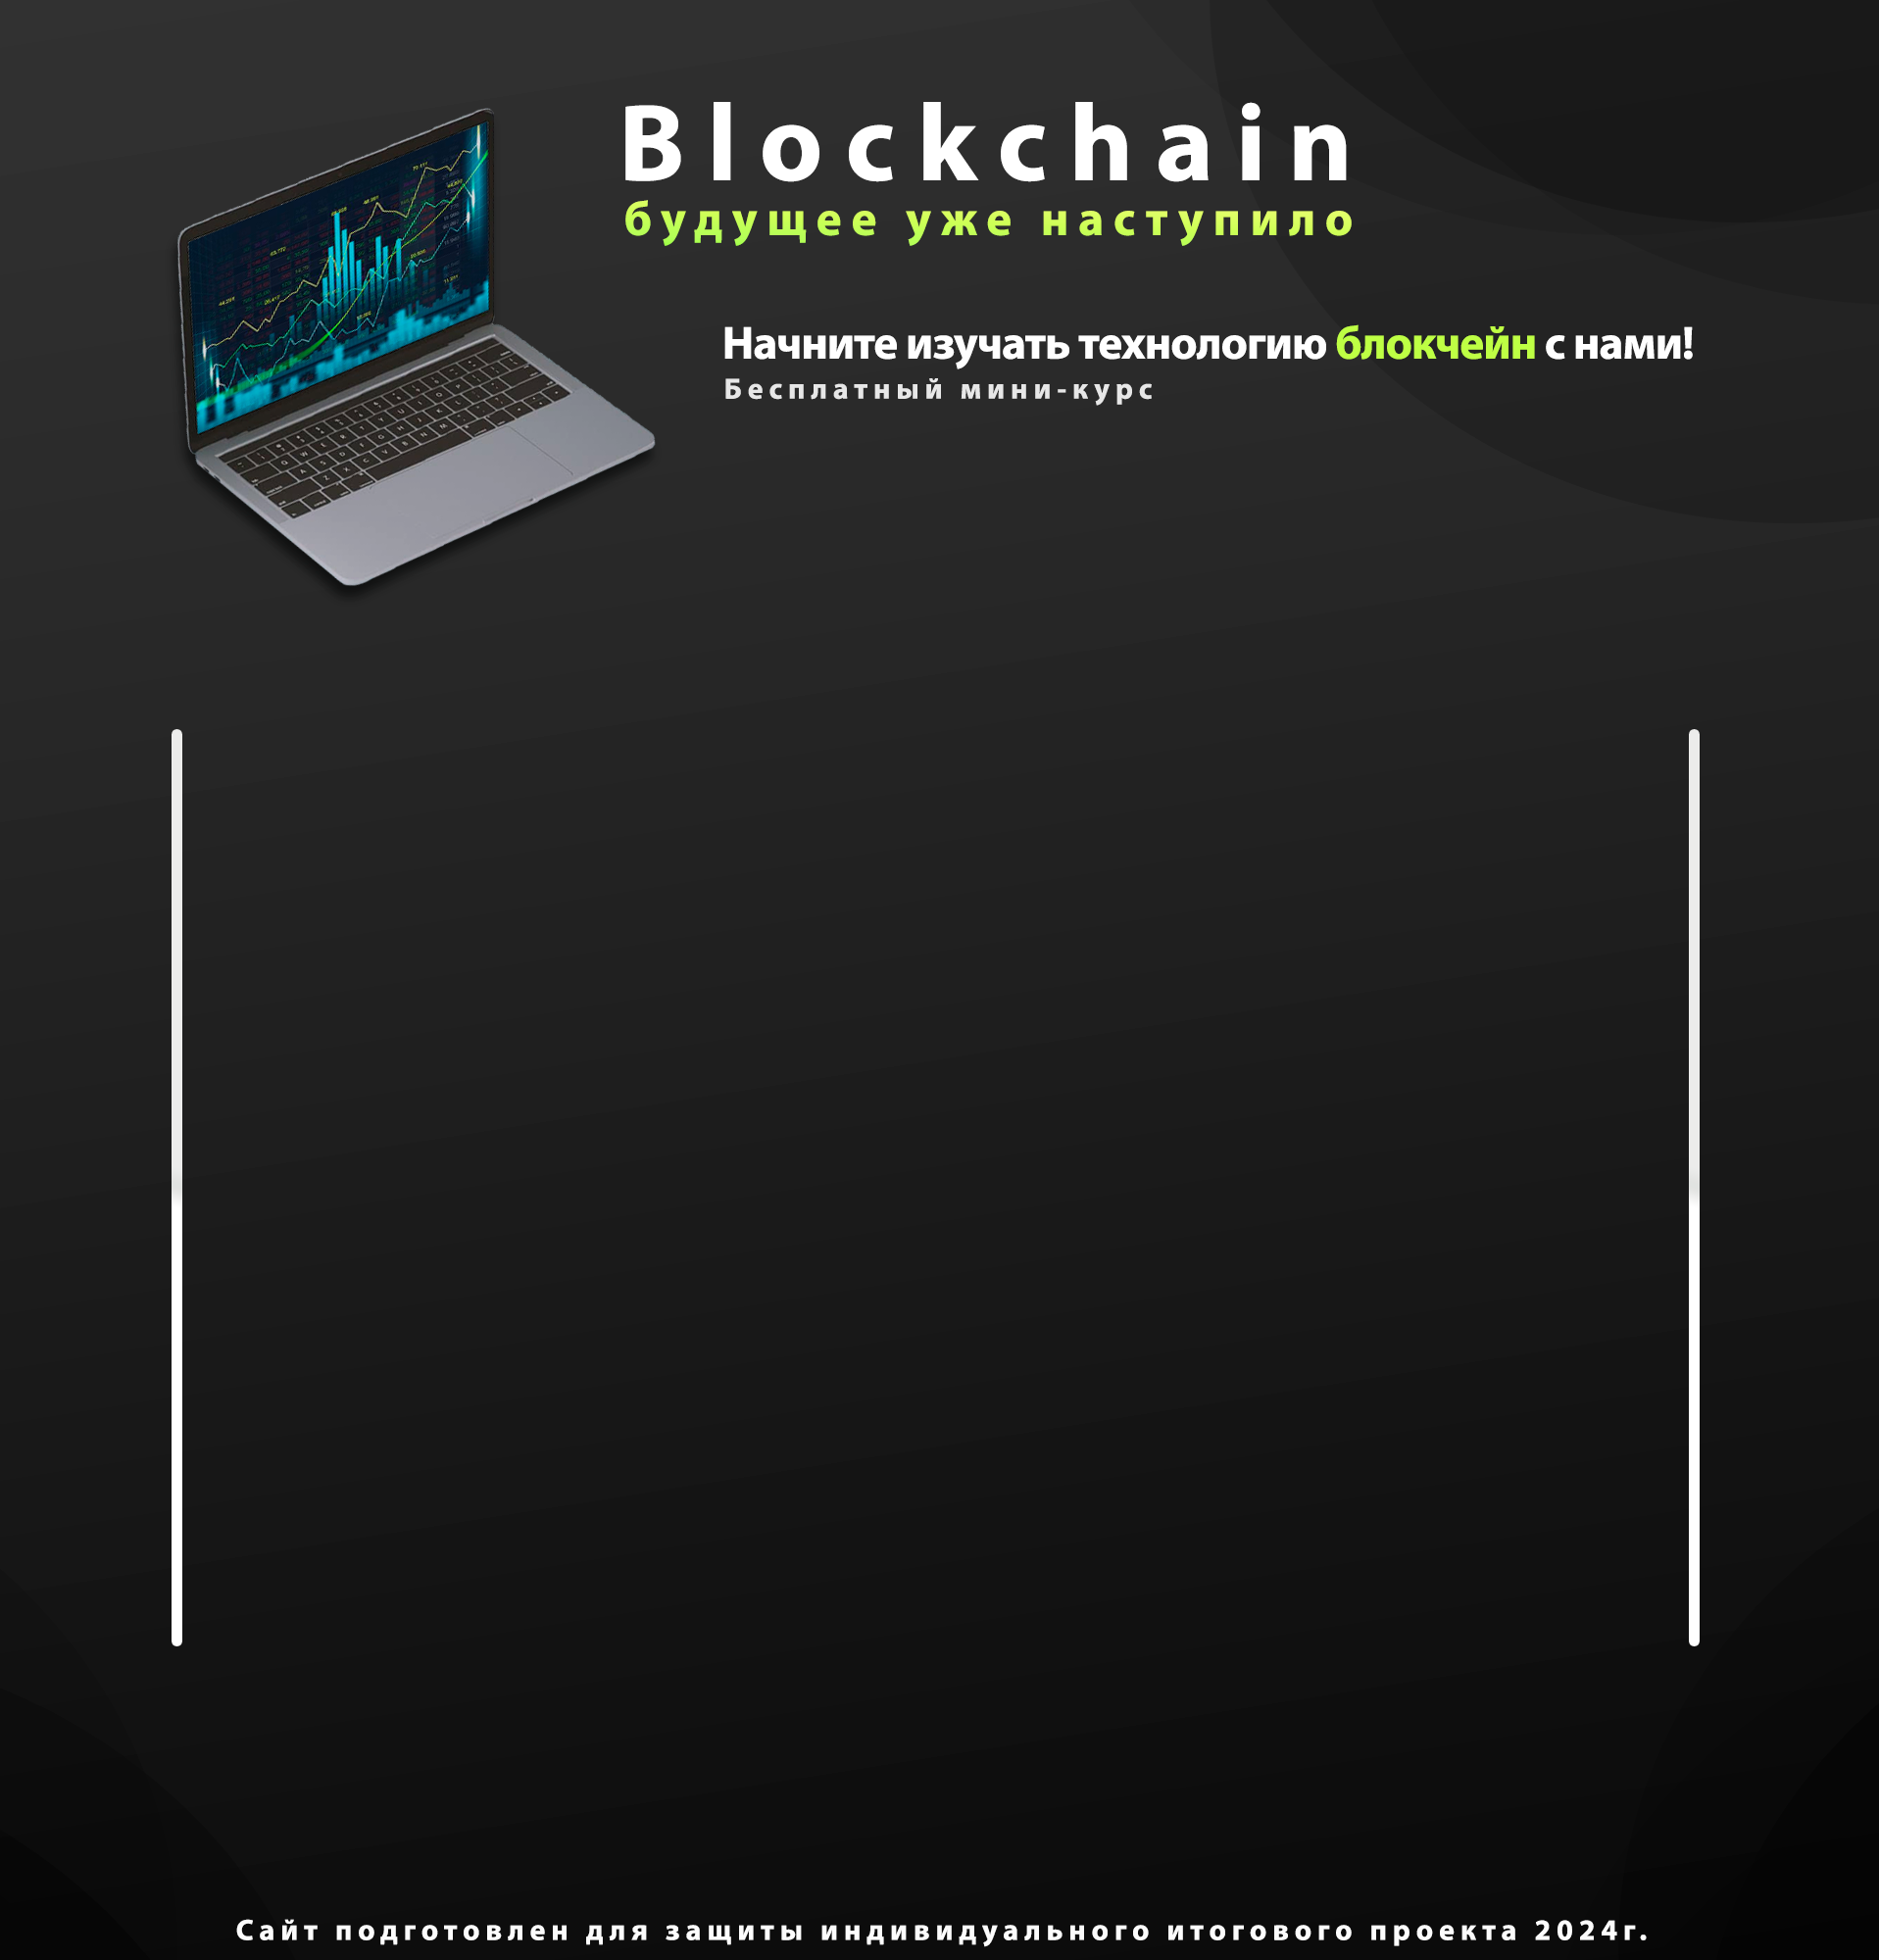 Blockchain
будущее уже наступило
Начните изучать технологию блокчейн с нами!
Бесплатный мини-курс
Сайт подготовлен для защиты индивидуального итогового проекта 2024г.